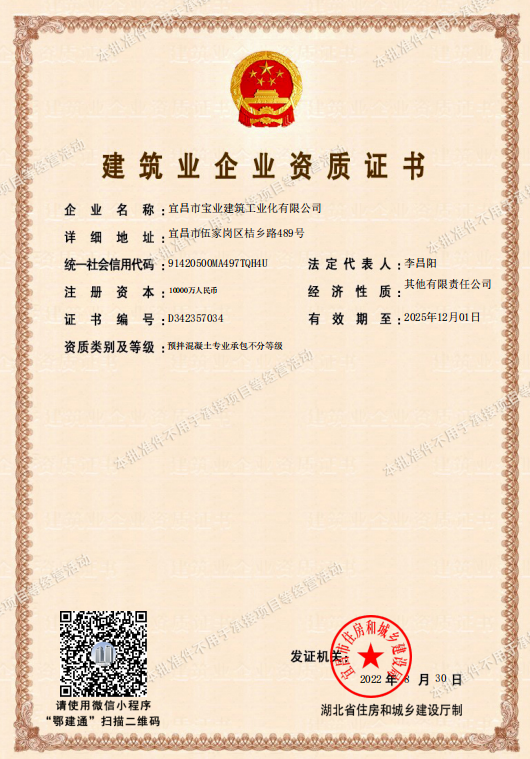 建筑业企业资质证书
企业名称：宜昌市宝业建筑工业化有限公司
详细地址：宜昌市伍家岗区桔乡路489号
统一社会信用代码：91420500MA497TQH4U 法定代表人：李昌阳
注册资本：10000万人民币 经济性质：其他有限责任公司
证书编号：D342357034 有效期至：2025年12月01日
资质类别及等级：预拌混凝土专业承包不分等级
发证机关：
宜昌市住房和城乡建设局
2022 年 8 月 30 日
请使用微信小程序
“鄂建通”扫描二维码
湖北省住房和城乡建设厅制